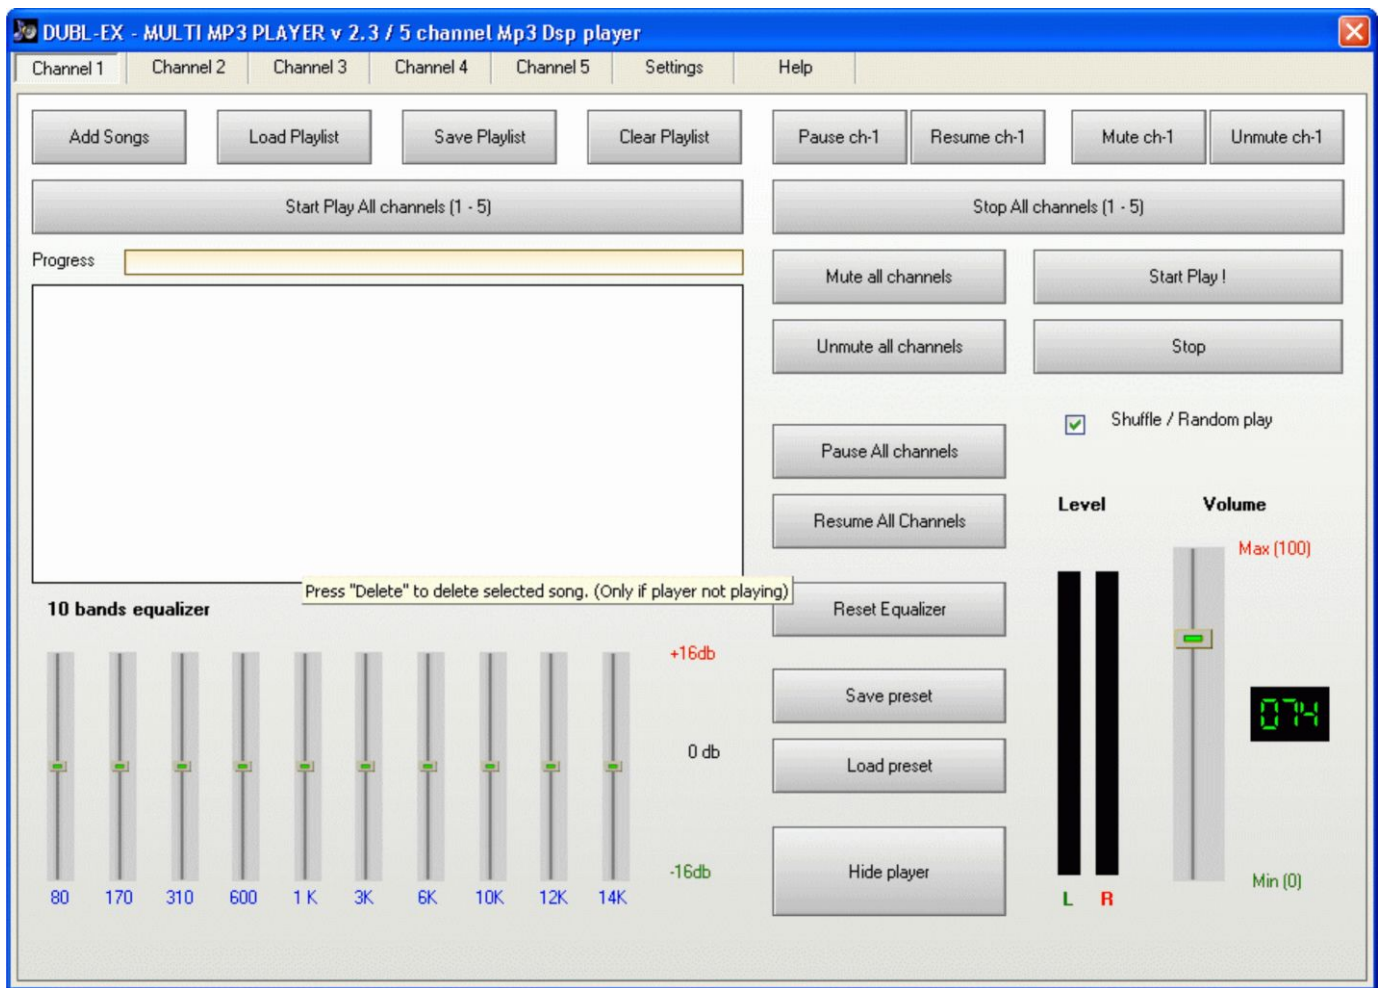 DUBL-EX - MULTI MP3 PLAYER v 2.3 / 5 channel Mp3 Dsp player
Channel 1 Channel 2 Channel 3 Channel 4 Channel 5 Settings Help
Add Songs Load Playlist Save Playlist Clear Playlist Pause ch-1 Resume ch-1 Mute ch-1 Unmute ch-1
Start Play All channels (1 - 5) Stop All channels (1 - 5)
Progress
Mute all channels Start Play !
Unmute all channels Stop
Shuffle / Random play
Pause All channels
Resume All Channels
Level Volume
Max (100)
Press "Delete" to delete selected song. (Only if player not playing)
10 bands equalizer
Reset Equalizer
+16db
Save preset
074
0 db
Load preset
-16db
Hide player
Min (0)
80 170 310 600 1 K 3K 6K 10K 12K 14K
L R